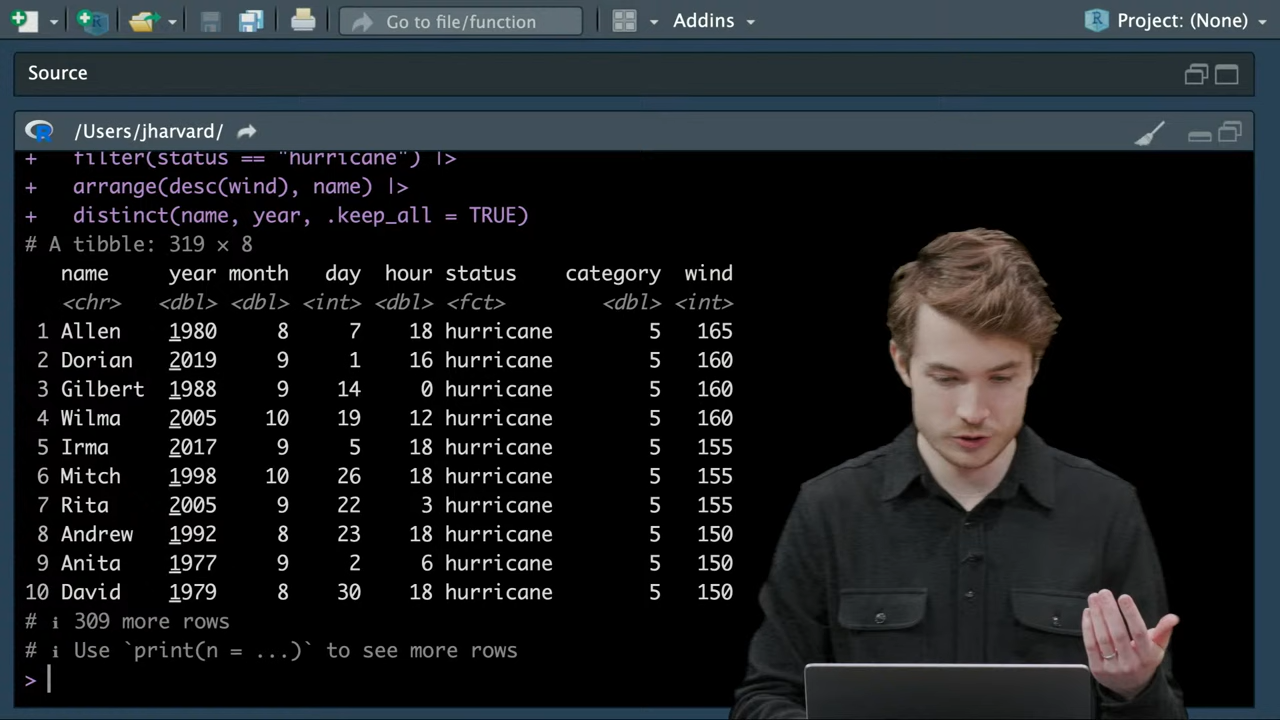 Go to file/function
Addins
Project: (None)
Source
/Users/jharvard/
+ filter(status == "hurricane") |>
+ arrange(desc(wind), name) |>
+ distinct(name, year, .keep_all = TRUE)
# A tibble: 319 × 8
name year month day hour status category wind
<chr> <dbl> <dbl> <int> <dbl> <fct> <dbl> <int>
1 Allen 1980 8 7 18 hurricane 5 165
2 Dorian 2019 9 1 16 hurricane 5 160
3 Gilbert 1988 9 14 0 hurricane 5 160
4 Wilma 2005 10 19 12 hurricane 5 160
5 Irma 2017 9 5 18 hurricane 5 155
6 Mitch 1998 10 26 18 hurricane 5 155
7 Rita 2005 9 22 3 hurricane 5 155
8 Andrew 1992 8 23 18 hurricane 5 150
9 Anita 1977 9 2 6 hurricane 5 150
10 David 1979 8 30 18 hurricane 5 150
# ℹ 309 more rows
# ℹ Use `print(n = ...)` to see more rows
>